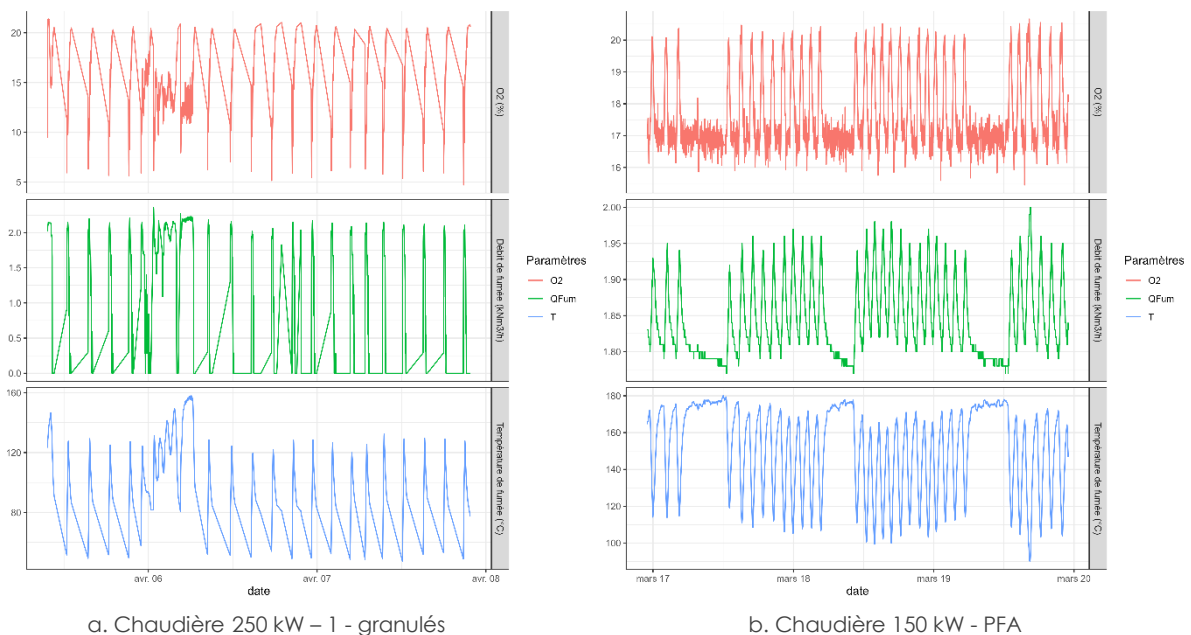 20
15
10
5
O2 (%)
2.0
1.5
1.0
0.5
0.0
Débit de fumée (kNm3/h)
160
120
80
Température de fumée (°C)
avr. 06
avr. 07
avr. 08
date
Paramètres
O2
QFum
T
a. Chaudière 250 kW – 1 - granulés
20
19
18
17
16
O2 (%)
2.00
1.95
1.90
1.85
1.80
Débit de fumée (kNm3/h)
180
160
140
120
100
Température de fumée (°C)
mars 17
mars 18
mars 19
mars 20
date
Paramètres
O2
QFum
T
b. Chaudière 150 kW - PFA